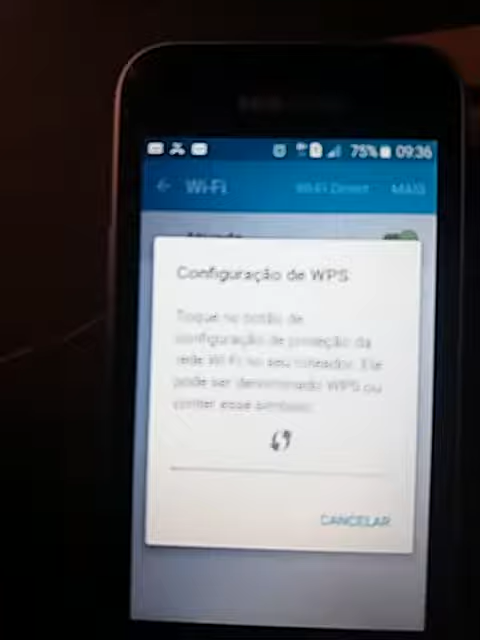 75% 09:36
Wi-Fi Wi-Fi Direct MAIS
Configuração de WPS
Toque no botão de
configuração de proteção da
rede Wi-Fi no seu roteador. Ele
pode ser denominado WPS ou
conter esse símbolo:
CANCELAR